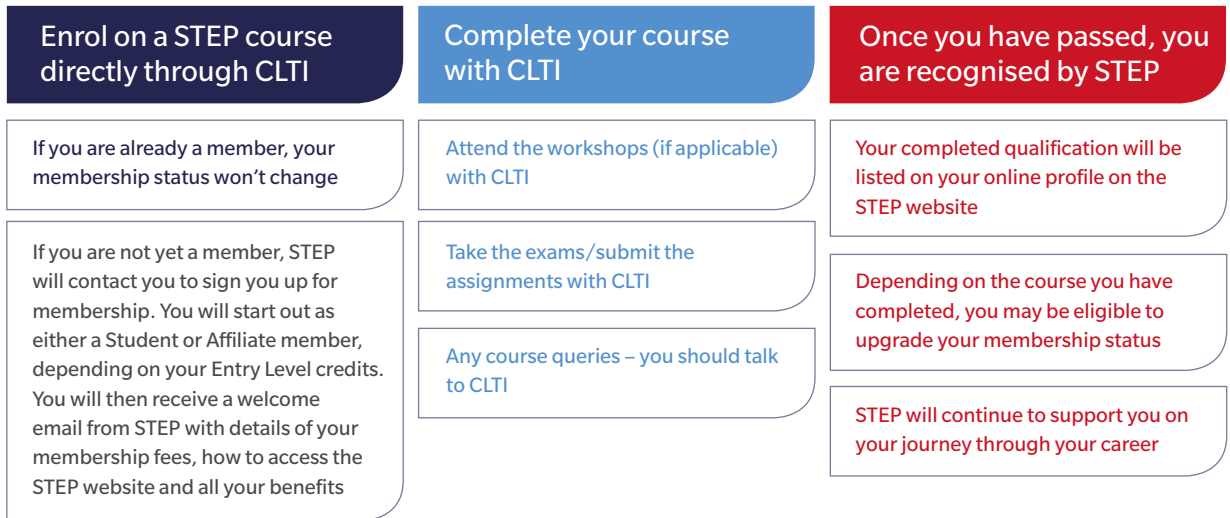 Enrol on a STEP course
directly through CLTI
If you are already a member, your
membership status won’t change
If you are not yet a member, STEP
will contact you to sign you up for
membership. You will start out as
either a Student or Affiliate member,
depending on your Entry Level credits.
You will then receive a welcome
email from STEP with details of your
membership fees, how to access the
STEP website and all your benefits
Complete your course
with CLTI
Attend the workshops (if applicable)
with CLTI
Take the exams/submit the
assignments with CLTI
Any course queries – you should talk
to CLTI
Once you have passed, you
are recognised by STEP
Your completed qualification will be
listed on your online profile on the
STEP website
Depending on the course you have
completed, you may be eligible to
upgrade your membership status
STEP will continue to support you on
your journey through your career